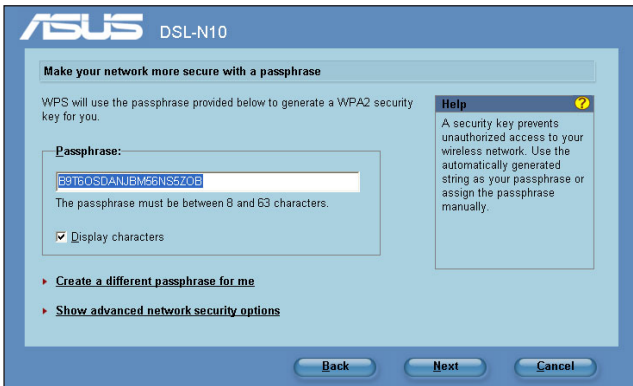 ASUS DSL-N10
Make your network more secure with a passphrase
WPS will use the passphrase provided below to generate a WPA2 security
key for you.
Passphrase:
B9T6OSDANJBM56NS5ZOB
The passphrase must be between 8 and 63 characters.
Display characters
Create a different passphrase for me
Show advanced network security options
Help
?
A security key prevents
unauthorized access to your
wireless network. Use the
automatically generated
string as your passphrase or
assign the passphrase
manually.
Back Next Cancel